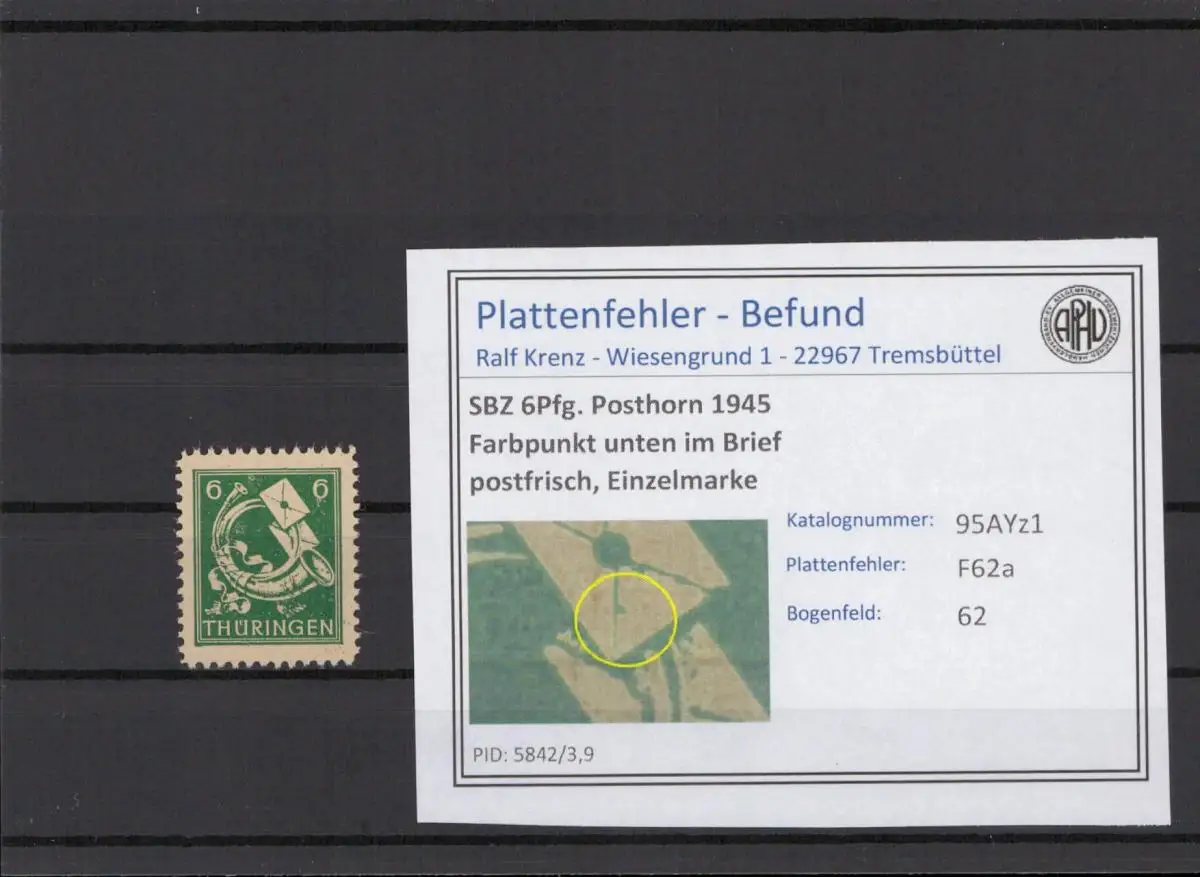 6 6
THÜRINGEN
Plattenfehler - Befund
Ralf Krenz - Wiesengrund 1 - 22967 Tremsbüttel
APHV
SBZ 6Pfg. Posthorn 1945
Farbpunkt unten im Brief
postfrisch, Einzelmarke
Katalognummer: 95AYz1
Plattenfehler: F62a
Bogenfeld: 62
PID: 5842/3,9